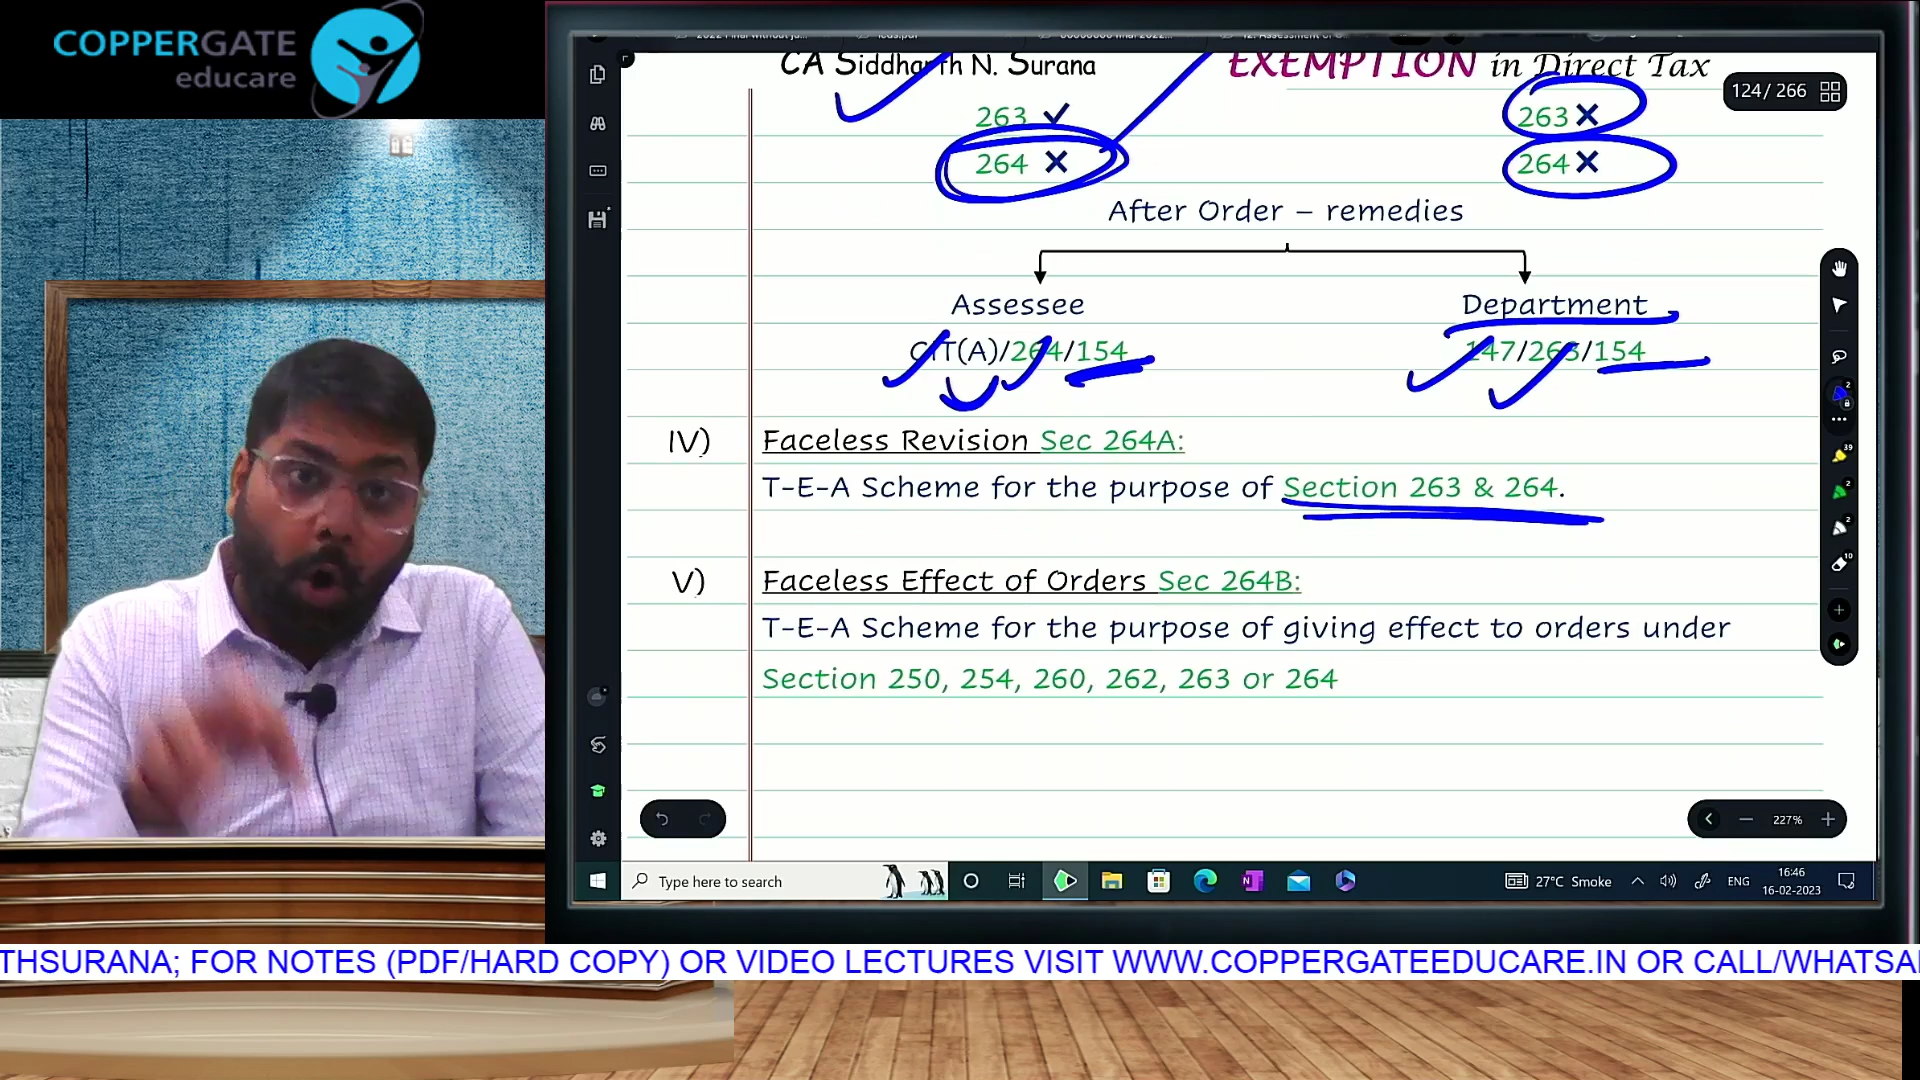 COPPERGATE
educare
CA Siddharth N. Surana
EXEMPTION in Direct Tax
124 / 266
263 ✓
263 ✕
264 ✕
264 ✕
After Order – remedies
Assessee
Department
CIT(A)/264/154
147/263/154
IV) Faceless Revision Sec 264A:
T-E-A Scheme for the purpose of Section 263 & 264.
V) Faceless Effect of Orders Sec 264B:
T-E-A Scheme for the purpose of giving effect to orders under
Section 250, 254, 260, 262, 263 or 264
227%
Type here to search
27°C Smoke
ENG
16:46
16-02-2023
THSURANA; FOR NOTES (PDF/HARD COPY) OR VIDEO LECTURES VISIT WWW.COPPERGATEEDUCARE.IN OR CALL/WHATSA